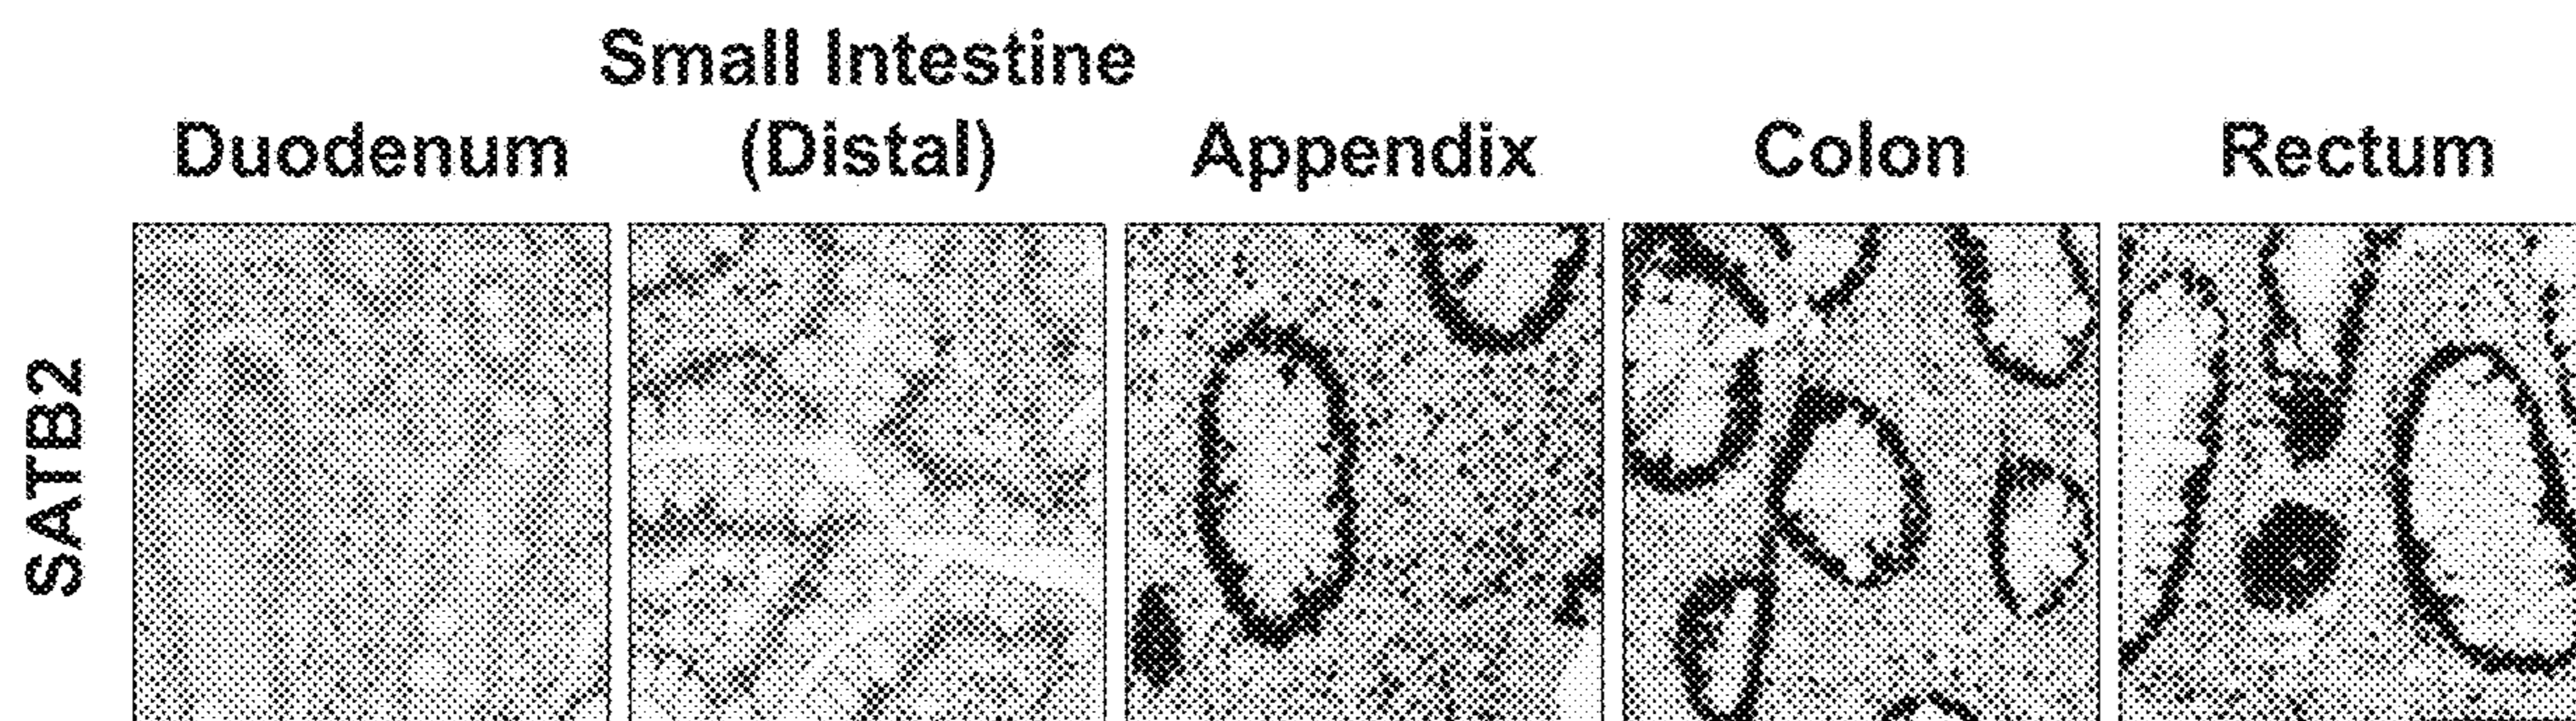 Small Intestine
Duodenum (Distal) Appendix Colon Rectum
SATB2